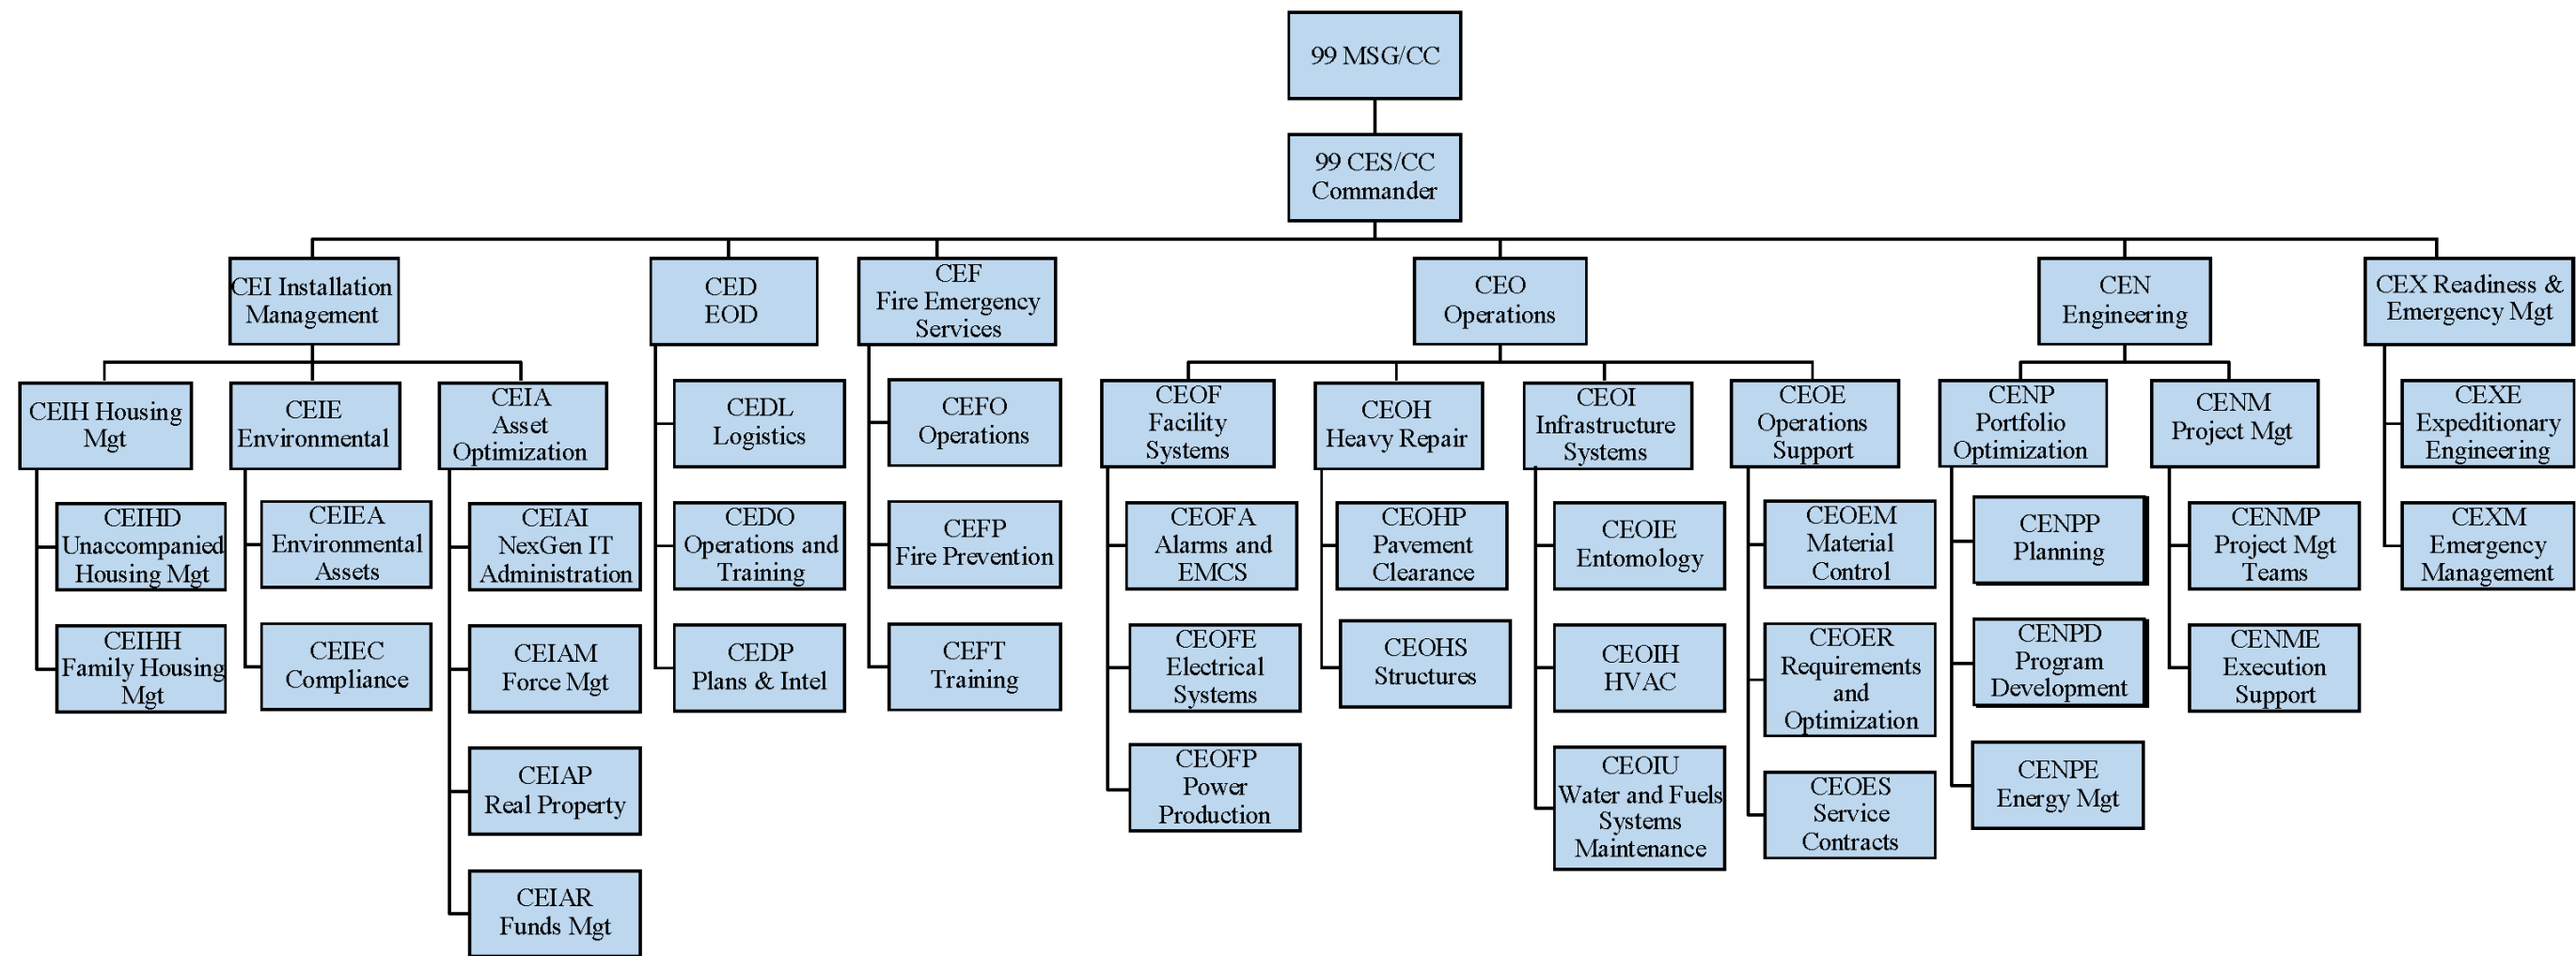 99 MSG/CC
99 CES/CC
Commander
CEI Installation
Management
CED
EOD
CEF
Fire Emergency
Services
CEO
Operations
CEN
Engineering
CEX Readiness &
Emergency Mgt
CEIH Housing
Mgt
CEIE
Environmental
CEIA
Asset
Optimization
CEDL
Logistics
CEFO
Operations
CEOF
Facility
Systems
CEOH
Heavy Repair
CEOI
Infrastructure
Systems
CEOE
Operations
Support
CENP
Portfolio
Optimization
CENM
Project Mgt
CEXE
Expeditionary
Engineering
CEIHD
Unaccompanied
Housing Mgt
CEIEA
Environmental
Assets
CEIAI
NexGen IT
Administration
CEDO
Operations and
Training
CEFP
Fire Prevention
CEOFA
Alarms and
EMCS
CEOHP
Pavement
Clearance
CEOIE
Entomology
CEOEM
Material
Control
CENPP
Planning
CENMP
Project Mgt
Teams
CEXM
Emergency
Management
CEIHH
Family Housing
Mgt
CEIEC
Compliance
CEIAM
Force Mgt
CEDP
Plans & Intel
CEFT
Training
CEOFE
Electrical
Systems
CEOHS
Structures
CEOIH
HVAC
CEOER
Requirements
and
Optimization
CENPD
Program
Development
CENME
Execution
Support
CEIAP
Real Property
CEOFP
Power
Production
CEOIU
Water and Fuels
Systems
Maintenance
CEOES
Service
Contracts
CENPE
Energy Mgt
CEIAR
Funds Mgt